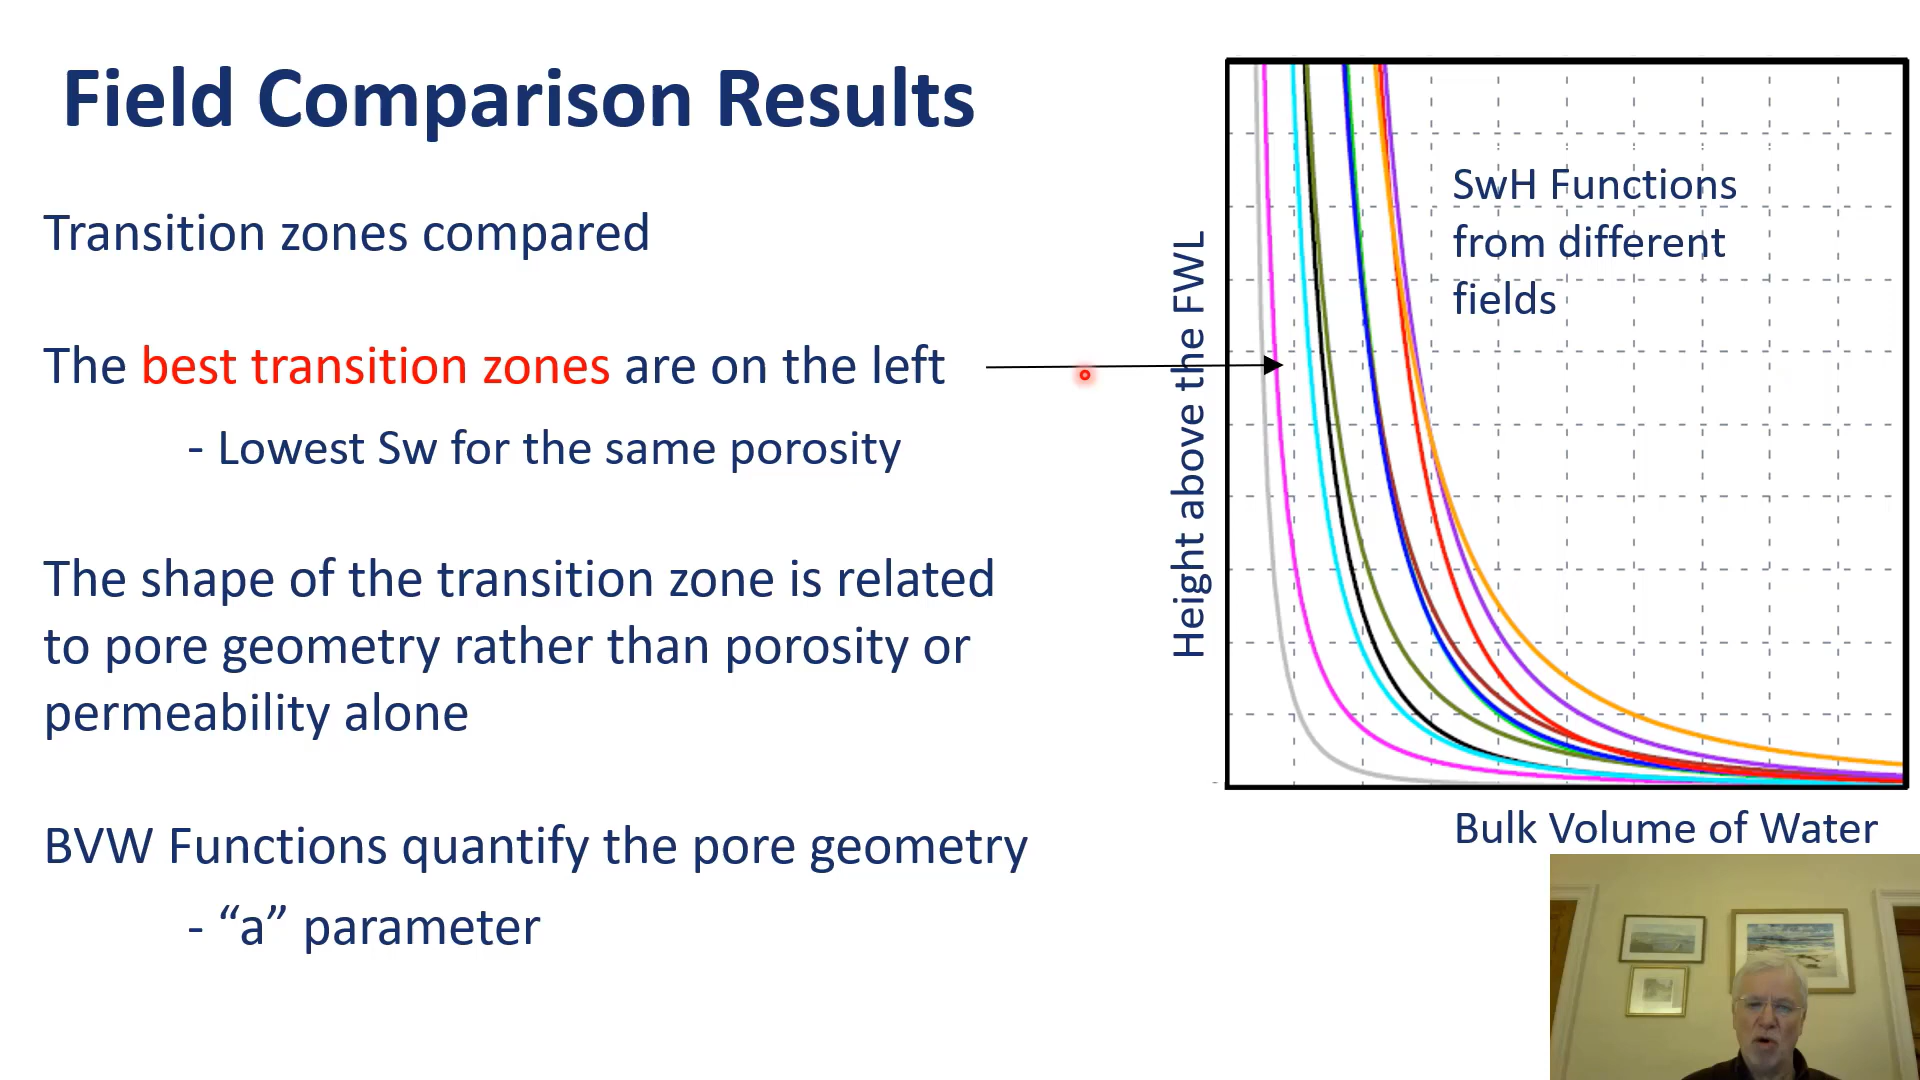 Field Comparison Results
Transition zones compared
The best transition zones are on the left
- Lowest Sw for the same porosity
The shape of the transition zone is related
to pore geometry rather than porosity or
permeability alone
BVW Functions quantify the pore geometry
- “a” parameter
Height above the FWL
SwH Functions
from different
fields
Bulk Volume of Water